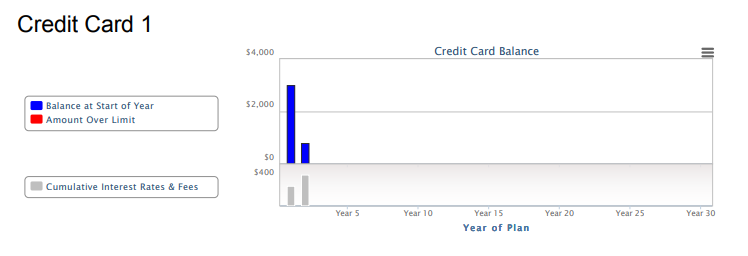 Credit Card 1
Credit Card Balance
$4,000
$2,000
$0
$400
Balance at Start of Year
Amount Over Limit
Cumulative Interest Rates & Fees
Year 5 Year 10 Year 15 Year 20 Year 25 Year 30
Year of Plan